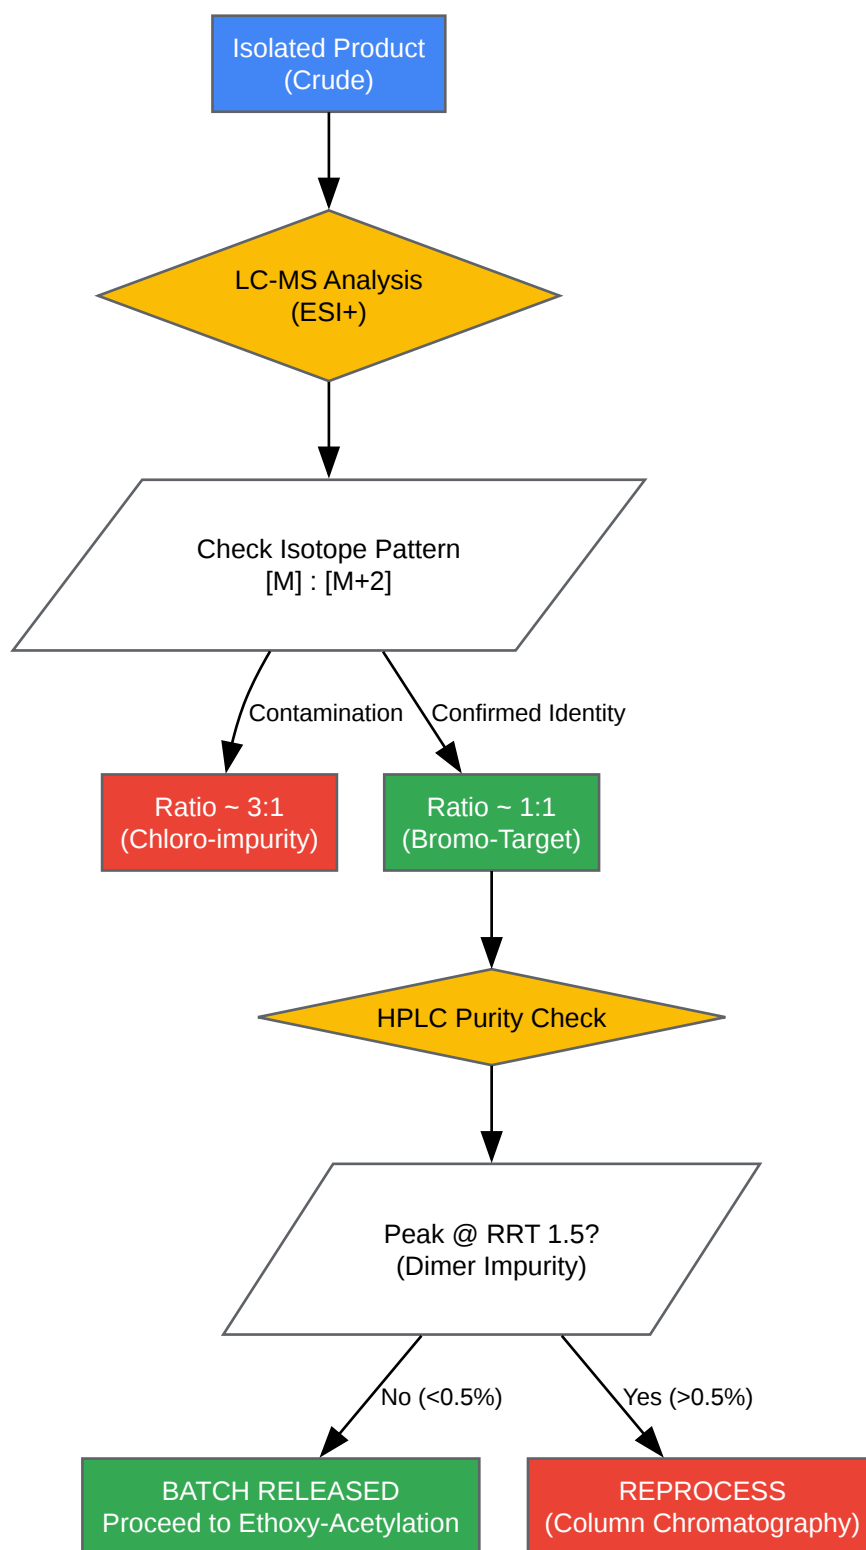 Isolated Product
(Crude)
LC-MS Analysis
(ESI+)
Check Isotope Pattern
[M] : [M+2]
Contamination
Confirmed Identity
Ratio ~ 3:1
(Chloro-impurity)
Ratio ~ 1:1
(Bromo-Target)
HPLC Purity Check
Peak @ RRT 1.5?
(Dimer Impurity)
No (<0.5%)
Yes (>0.5%)
BATCH RELEASED
Proceed to Ethoxy-Acetylation
REPROCESS
(Column Chromatography)